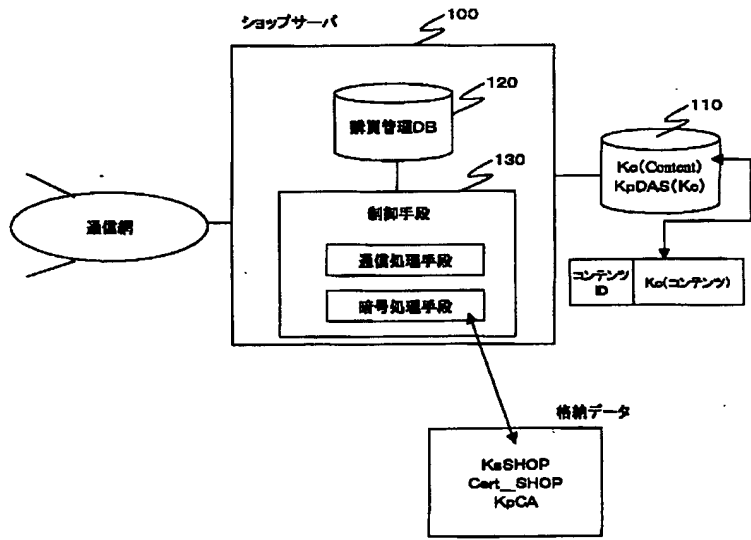 ショップサーバ
100
120
購買管理DB
110
Kc(Content)
KpDAS(Kc)
130
制御手段
通信網
通信処理手段
暗号処理手段
コンテンツ
ID
Kc(コンテンツ)
格納データ
KsSHOP
Cert__SHOP
KpCA